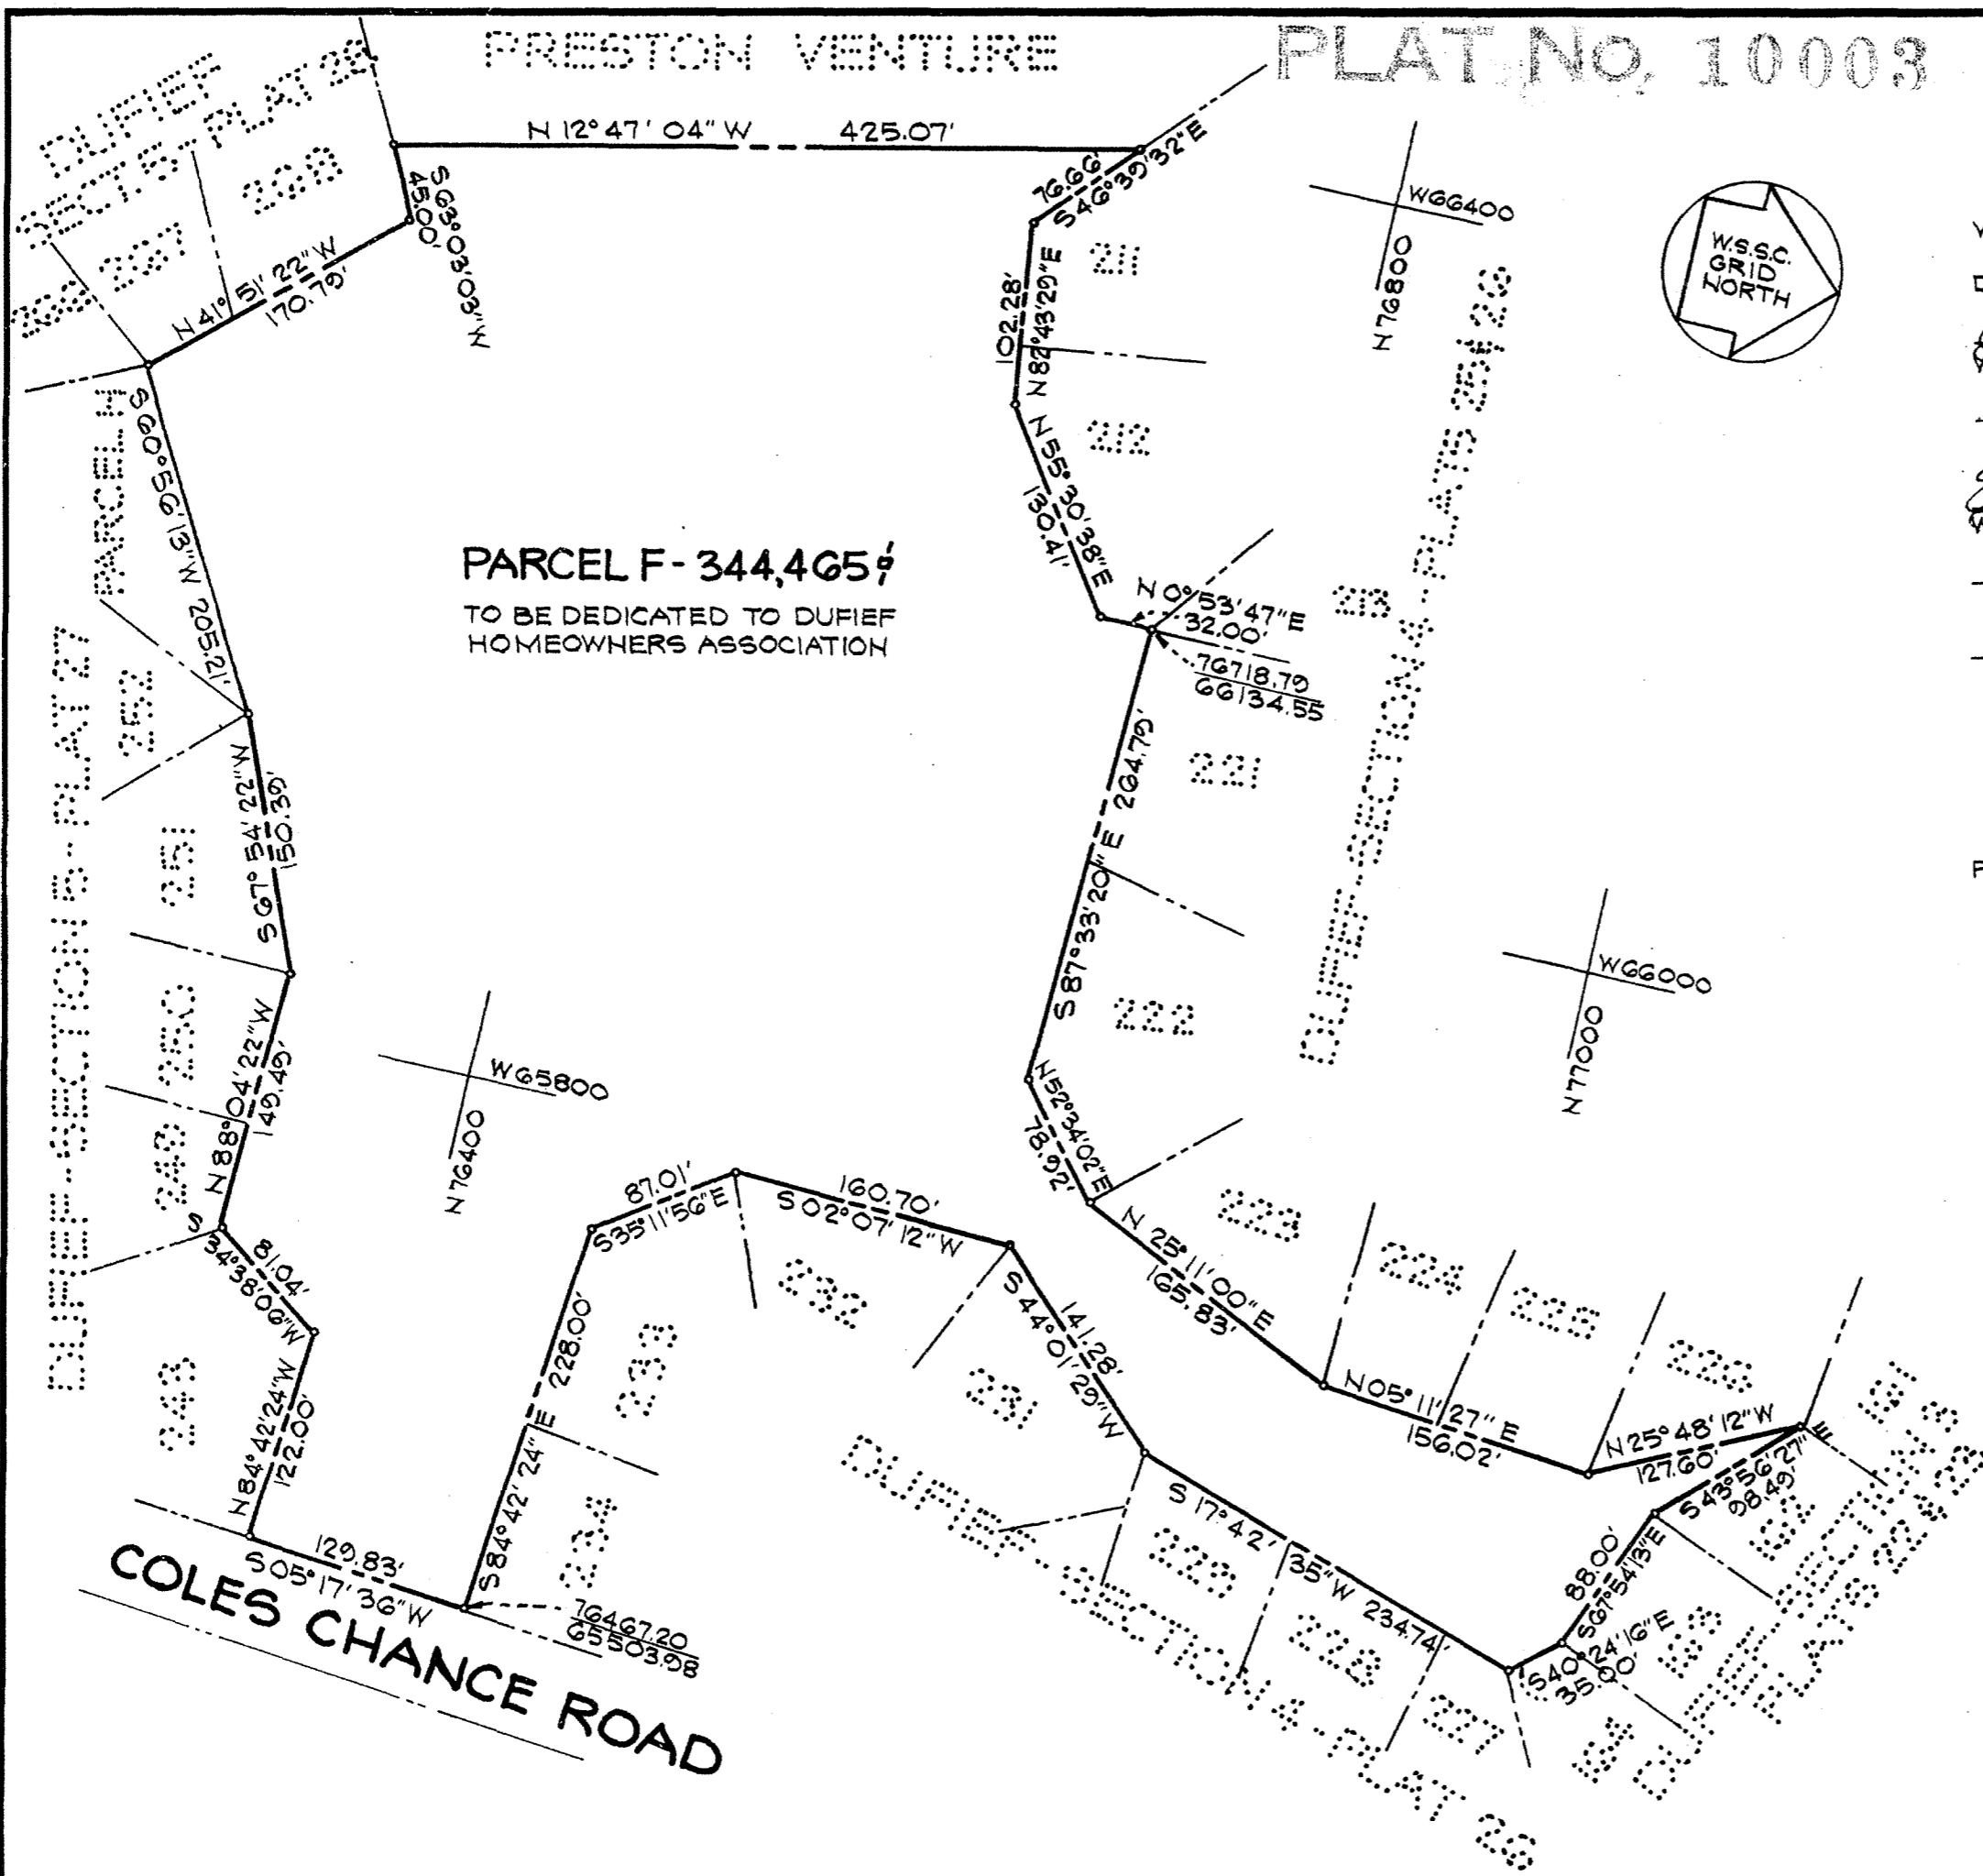 PRESTON VENTURE
PLAT NO. 10003
DUFIEF
SECT. 5 - PLAT 28
228
227
N 12° 47' 04" W 425.07'
S 63° 03' 03" W
45.00'
N 41° 51' 22" W
170.79'
76.66'
S 46° 39' 32" E
211
102.28'
N 82° 43' 29" E
212
N 55° 30' 38" E
130.41'
W66400
N 76800
W.S.S.C.
GRID
NORTH
PARCEL H
S 60° 56' 13" W 205.21'
PARCEL F - 344,465 ⌽
TO BE DEDICATED TO DUFIEF
HOMEOWNERS ASSOCIATION
N 0° 53' 47" E
32.00'
213
76718.79
66134.55
DUFIEF - SECTION 4 - PLATS 25 & 26
DUFIEF - SECTION 5 - PLAT 27
252
S 67° 54' 22" W
150.39'
251
S 87° 33' 20" E 264.79'
221
222
250
N 88° 04' 22" W
149.49'
249
W65800
N 76400
W66000
N 77000
N 52° 34' 02" E
78.92'
S 34° 38' 06" W
81.04'
87.01'
S 35° 11' 56" E
160.70'
S 02° 07' 12" W
232
223
N 25° 11' 00" E
165.83'
224
225
226
243
N 84° 42' 24" W
122.00'
S 84° 42' 24" E 228.00'
233
234
S 44° 01' 29" W
141.28'
231
N 05° 11' 27" E
156.02'
N 25° 48' 12" W
127.60'
S 43° 56' 27" E
98.49'
129.83'
S 05° 17' 36" W
COLES CHANCE ROAD
76467.20
65503.98
S 17° 42' 35" W 234.74'
229
228
227
88.00'
S 67° 54' 13" E
S 40° 24' 16" E
35.00'
DUFIEF - SECTION 4 - PLAT 26